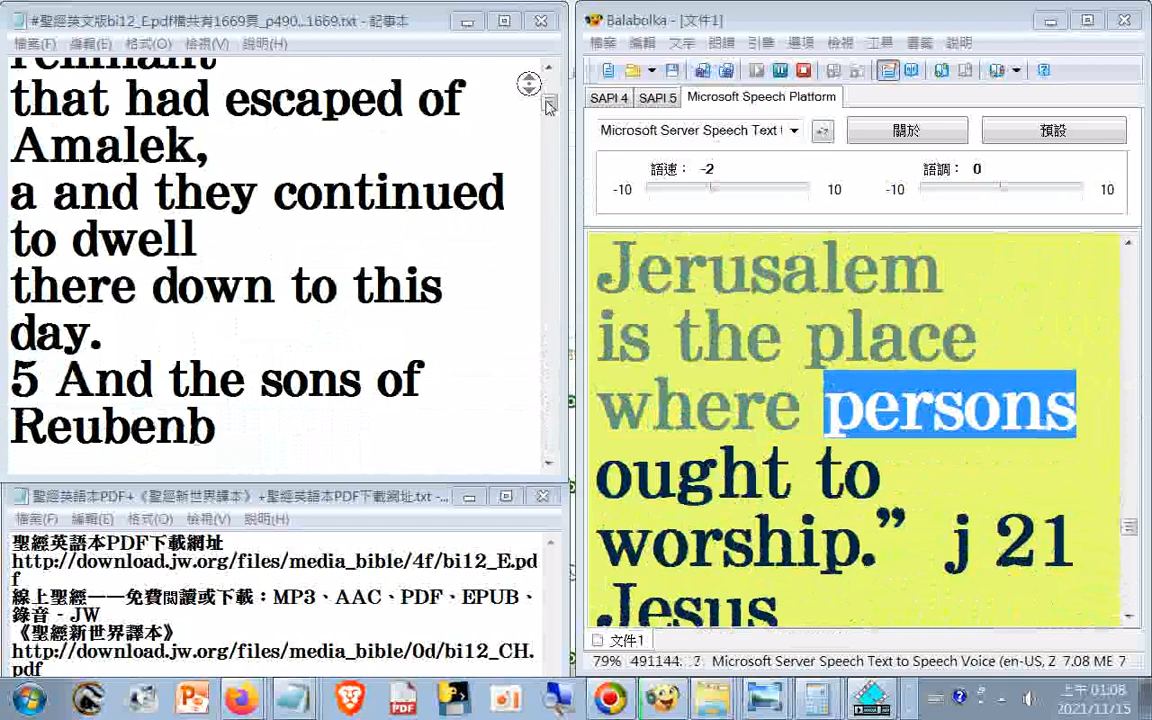 #聖經英文版bi12_E.pdf檔共有1669頁_p490,..1669.txt - 記事本
檔案(F) 編輯(E) 格式(O) 檢視(V) 說明(H)
remnant
that had escaped of
Amalek,
a and they continued
to dwell
there down to this
day.
5 And the sons of
Reubenb
聖經英語本PDF+《聖經新世界譯本》+聖經英語本PDF下載網址.txt -...
檔案(F) 編輯(E) 格式(O) 檢視(V) 說明(H)
聖經英語本PDF下載網址
http://download.jw.org/files/media_bible/4f/bi12_E.pd
f
線上聖經——免費閱讀或下載：MP3、AAC、PDF、EPUB、
錄音 - JW
《聖經新世界譯本》
http://download.jw.org/files/media_bible/0d/bi12_CH.
pdf
Balabolka - [文件1]
檔案 編輯 文字 朗讀 引擎 選項 檢視 工具 書籤 說明
SAPI 4 SAPI 5 Microsoft Speech Platform
Microsoft Server Speech Text 關於 預設
語速： -2 語調： 0
-10 10 -10 10
Jerusalem
is the place
where persons
ought to
worship.” j 21
Jesus
文件1
79% 491144: ? Microsoft Server Speech Text to Speech Voice (en-US, Z 7.08 ME 7
上午 01:08
2021/11/15